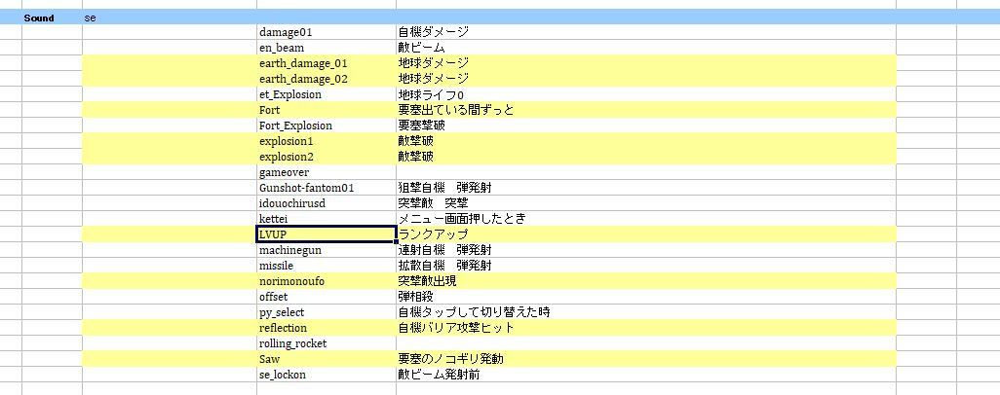 Sound se
damage01 自機ダメージ
en_beam 敵ビーム
earth_damage_01 地球ダメージ
earth_damage_02 地球ダメージ
et_Explosion 地球ライフ0
Fort 要塞出ている間ずっと
Fort_Explosion 要塞撃破
explosion1 敵撃破
explosion2 敵撃破
gameover
Gunshot-fantom01 狙撃自機　弾発射
idouochirusd 突撃敵　突撃
kettei メニュー画面押したとき
LVUP ランクアップ
machinegun 連射自機　弾発射
missile 拡散自機　弾発射
norimonoufo 突撃敵出現
offset 弾相殺
py_select 自機タップして切り替えた時
reflection 自機バリア攻撃ヒット
rolling_rocket
Saw 要塞のノコギリ発動
se_lockon 敵ビーム発射前